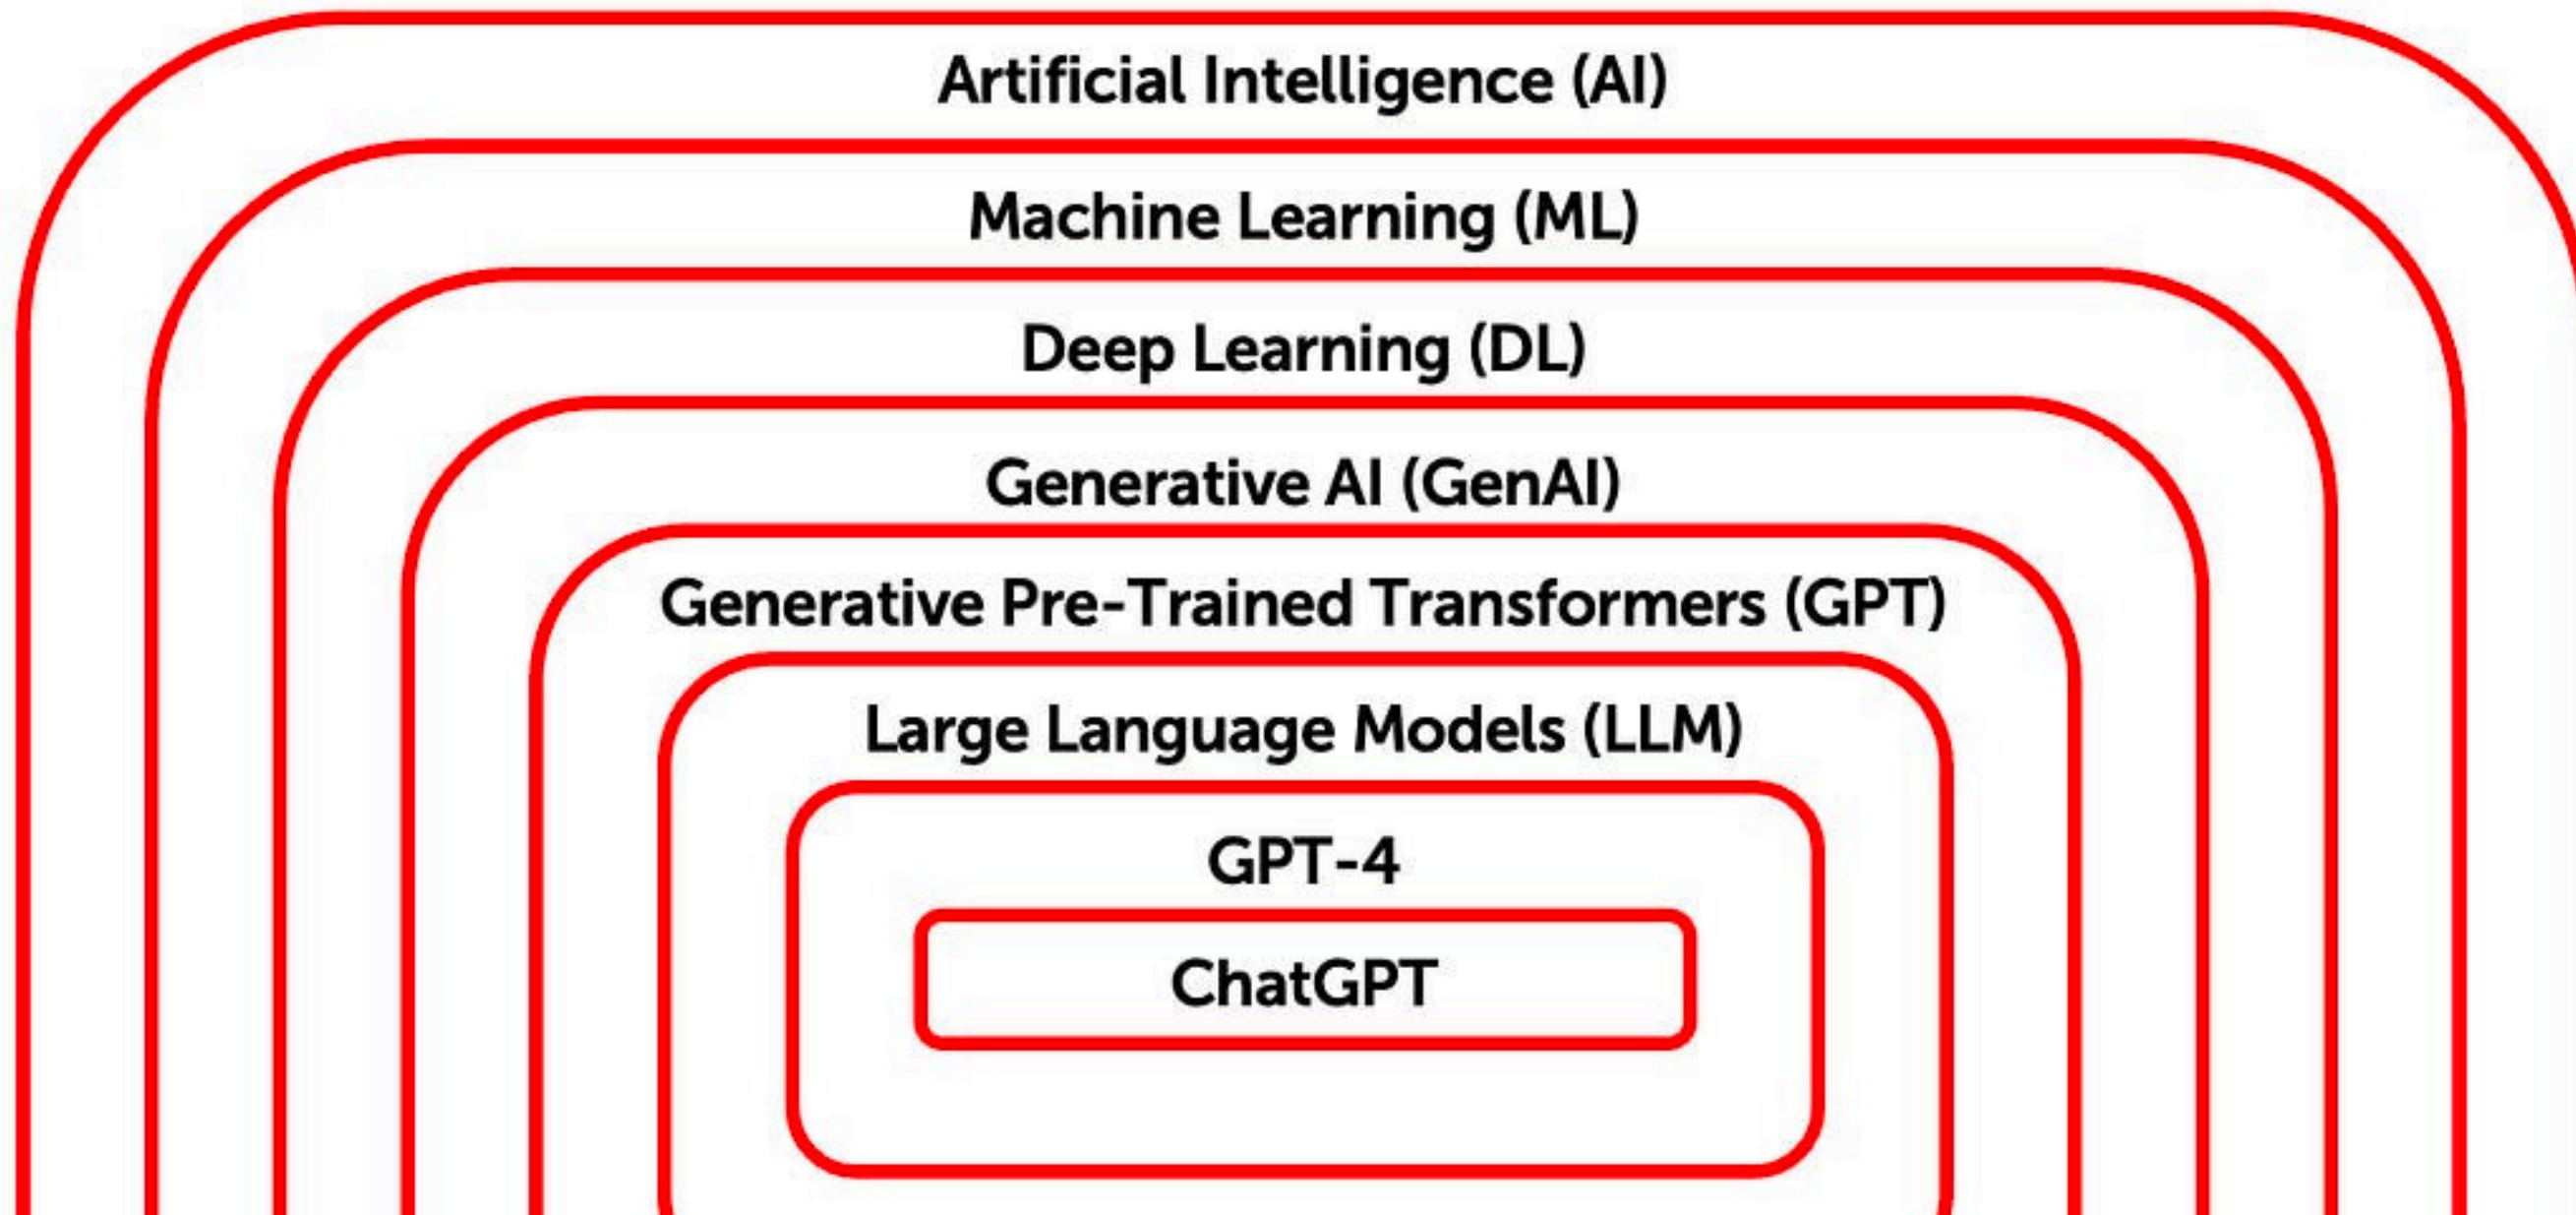 Artificial Intelligence (AI)
Machine Learning (ML)
Deep Learning (DL)
Generative AI (GenAI)
Generative Pre-Trained Transformers (GPT)
Large Language Models (LLM)
GPT-4
ChatGPT